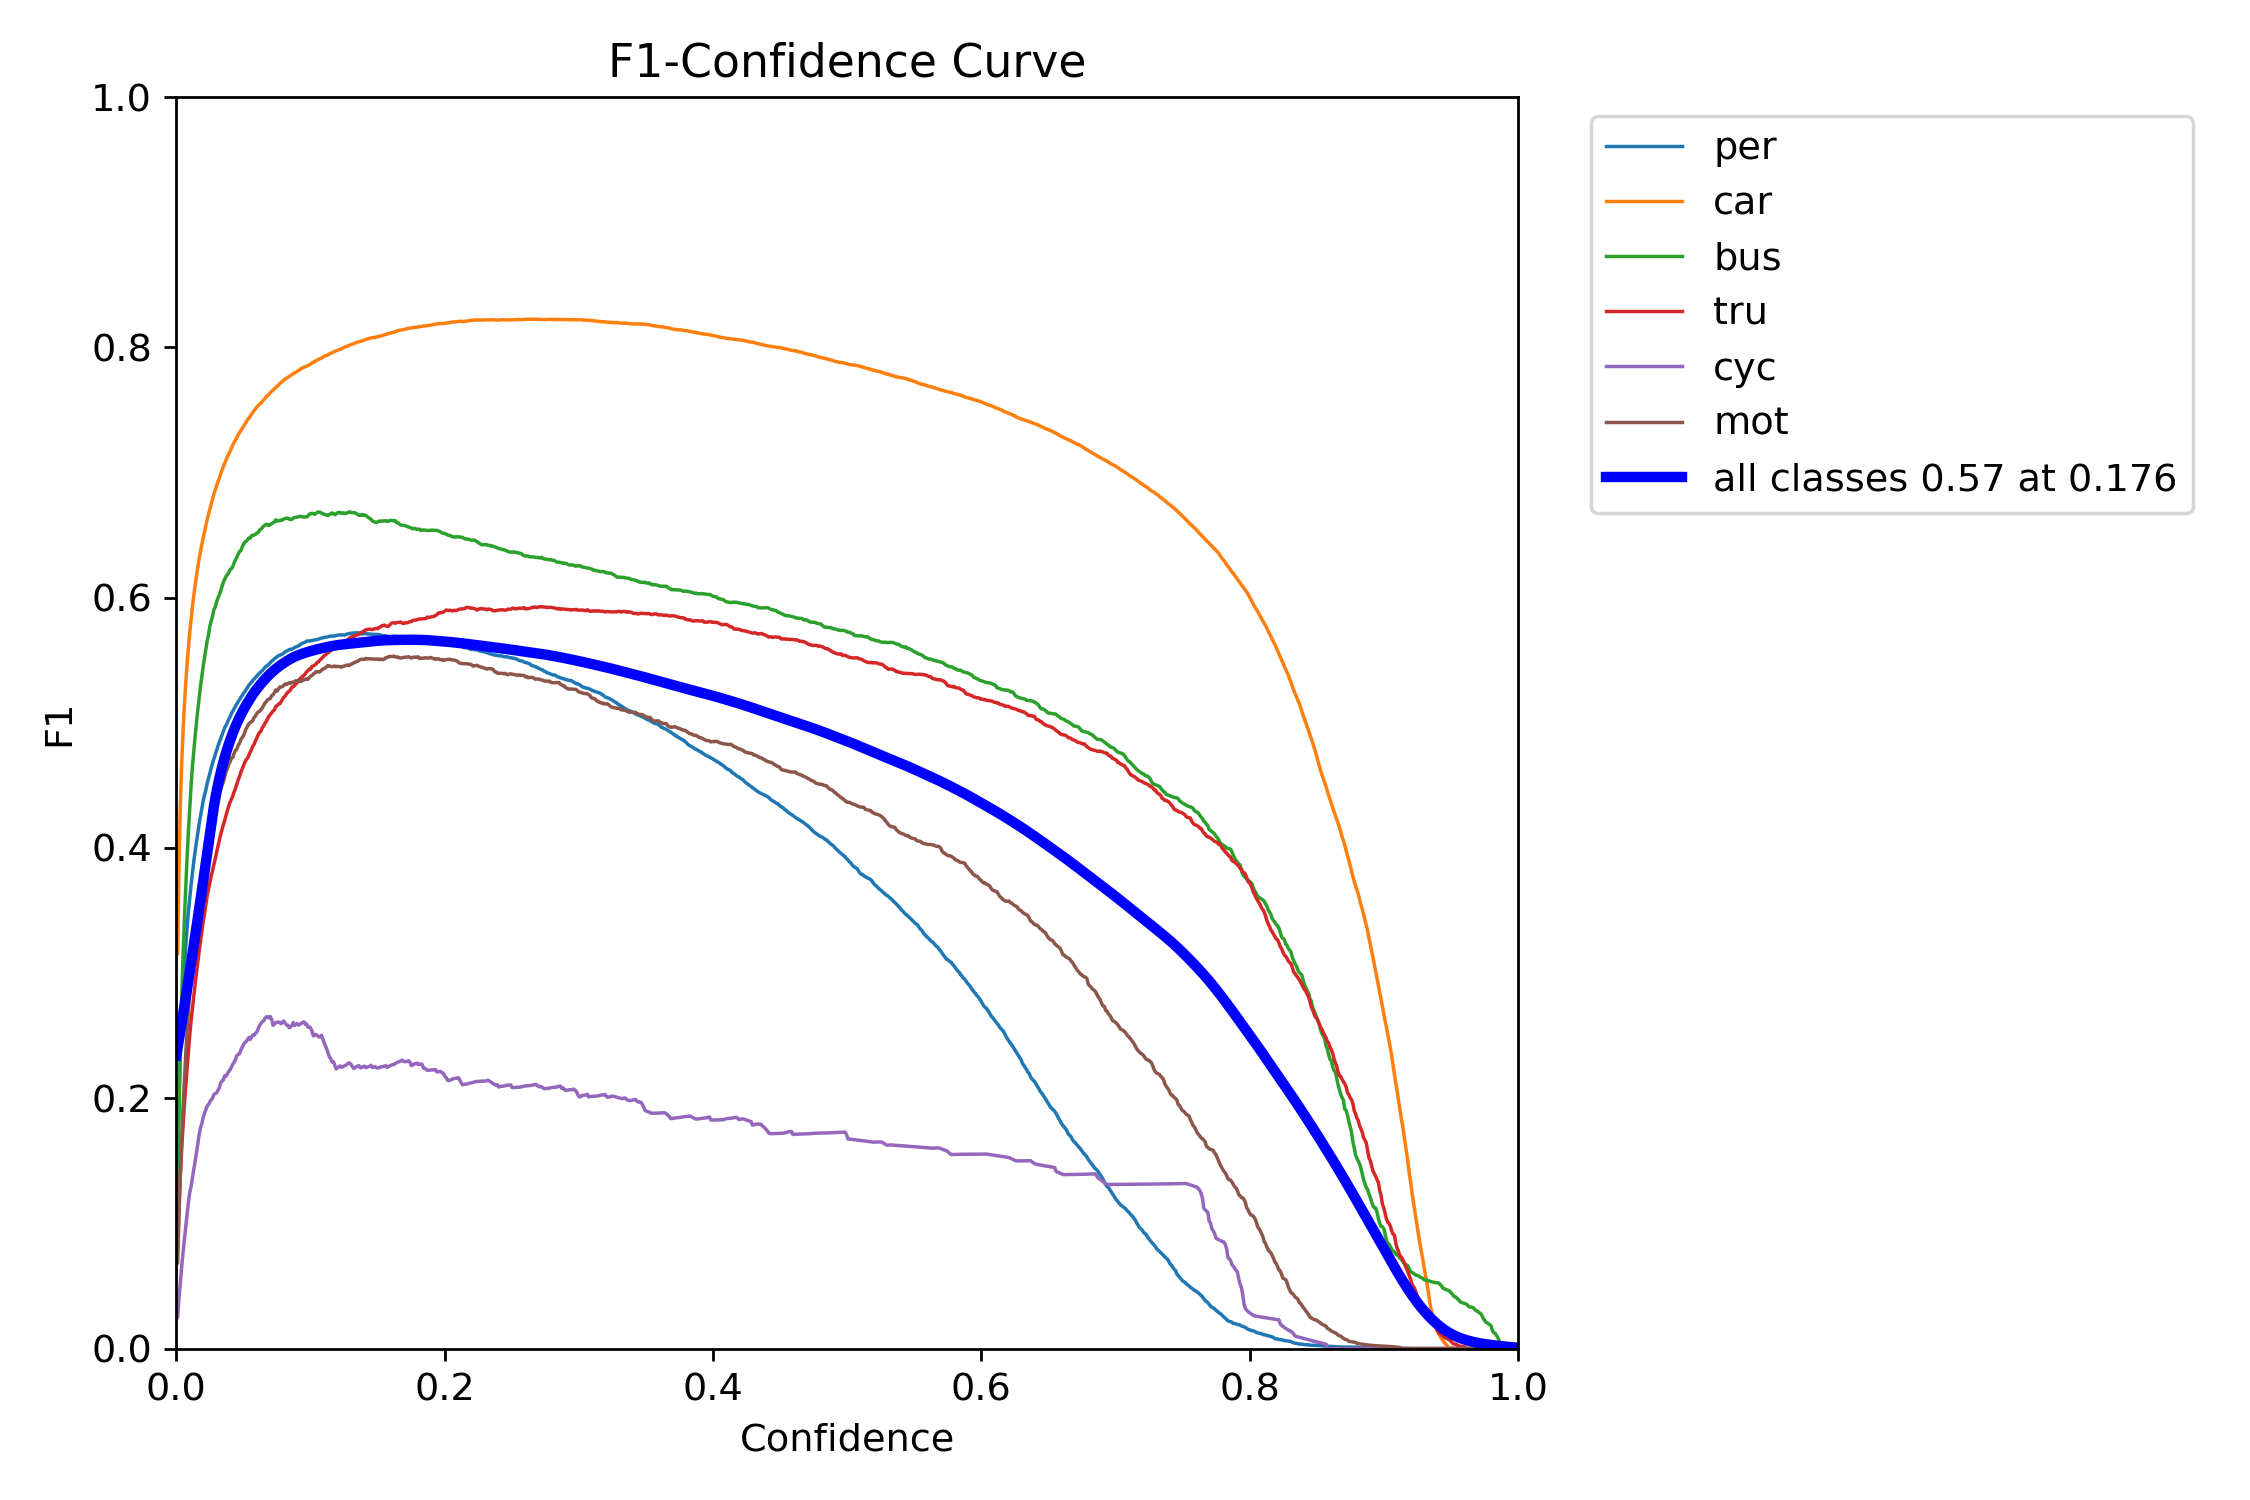 F1-Confidence Curve
1.0
0.8
0.6
0.4
0.2
0.0
F1
0.0 0.2 0.4 0.6 0.8 1.0
Confidence
per
car
bus
tru
cyc
mot
all classes 0.57 at 0.176